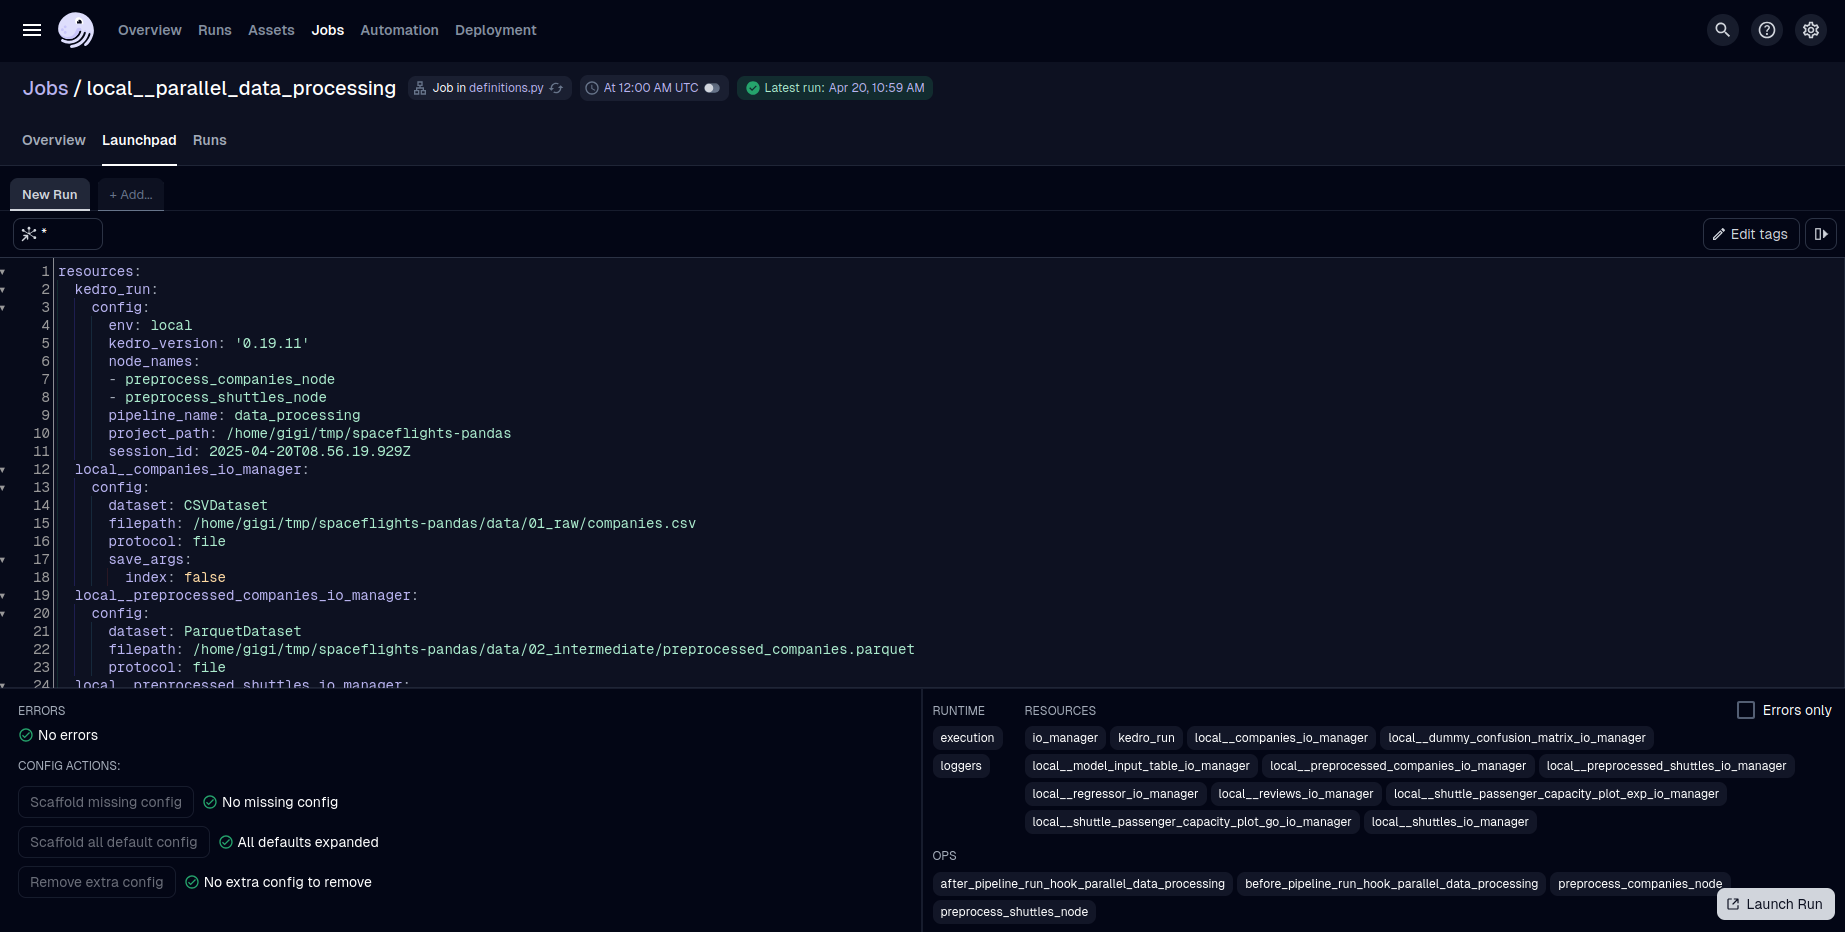 Overview Runs Assets Jobs Automation Deployment
Jobs / local__parallel_data_processing Job in definitions.py At 12:00 AM UTC Latest run: Apr 20, 10:59 AM
Overview Launchpad Runs
New Run + Add...
*
Edit tags
1 resources:
2 kedro_run:
3 config:
4 env: local
5 kedro_version: '0.19.11'
6 node_names:
7 - preprocess_companies_node
8 - preprocess_shuttles_node
9 pipeline_name: data_processing
10 project_path: /home/gigi/tmp/spaceflights-pandas
11 session_id: 2025-04-20T08.56.19.929Z
12 local__companies_io_manager:
13 config:
14 dataset: CSVDataset
15 filepath: /home/gigi/tmp/spaceflights-pandas/data/01_raw/companies.csv
16 protocol: file
17 save_args:
18 index: false
19 local__preprocessed_companies_io_manager:
20 config:
21 dataset: ParquetDataset
22 filepath: /home/gigi/tmp/spaceflights-pandas/data/02_intermediate/preprocessed_companies.parquet
23 protocol: file
24 local__preprocessed_shuttles_io_manager:
ERRORS
No errors
CONFIG ACTIONS:
Scaffold missing config No missing config
Scaffold all default config All defaults expanded
Remove extra config No extra config to remove
RUNTIME
execution
loggers
RESOURCES
Errors only
io_manager kedro_run local__companies_io_manager local__dummy_confusion_matrix_io_manager
local__model_input_table_io_manager local__preprocessed_companies_io_manager local__preprocessed_shuttles_io_manager
local__regressor_io_manager local__reviews_io_manager local__shuttle_passenger_capacity_plot_exp_io_manager
local__shuttle_passenger_capacity_plot_go_io_manager local__shuttles_io_manager
OPS
after_pipeline_run_hook_parallel_data_processing before_pipeline_run_hook_parallel_data_processing preprocess_companies_node
preprocess_shuttles_node
Launch Run